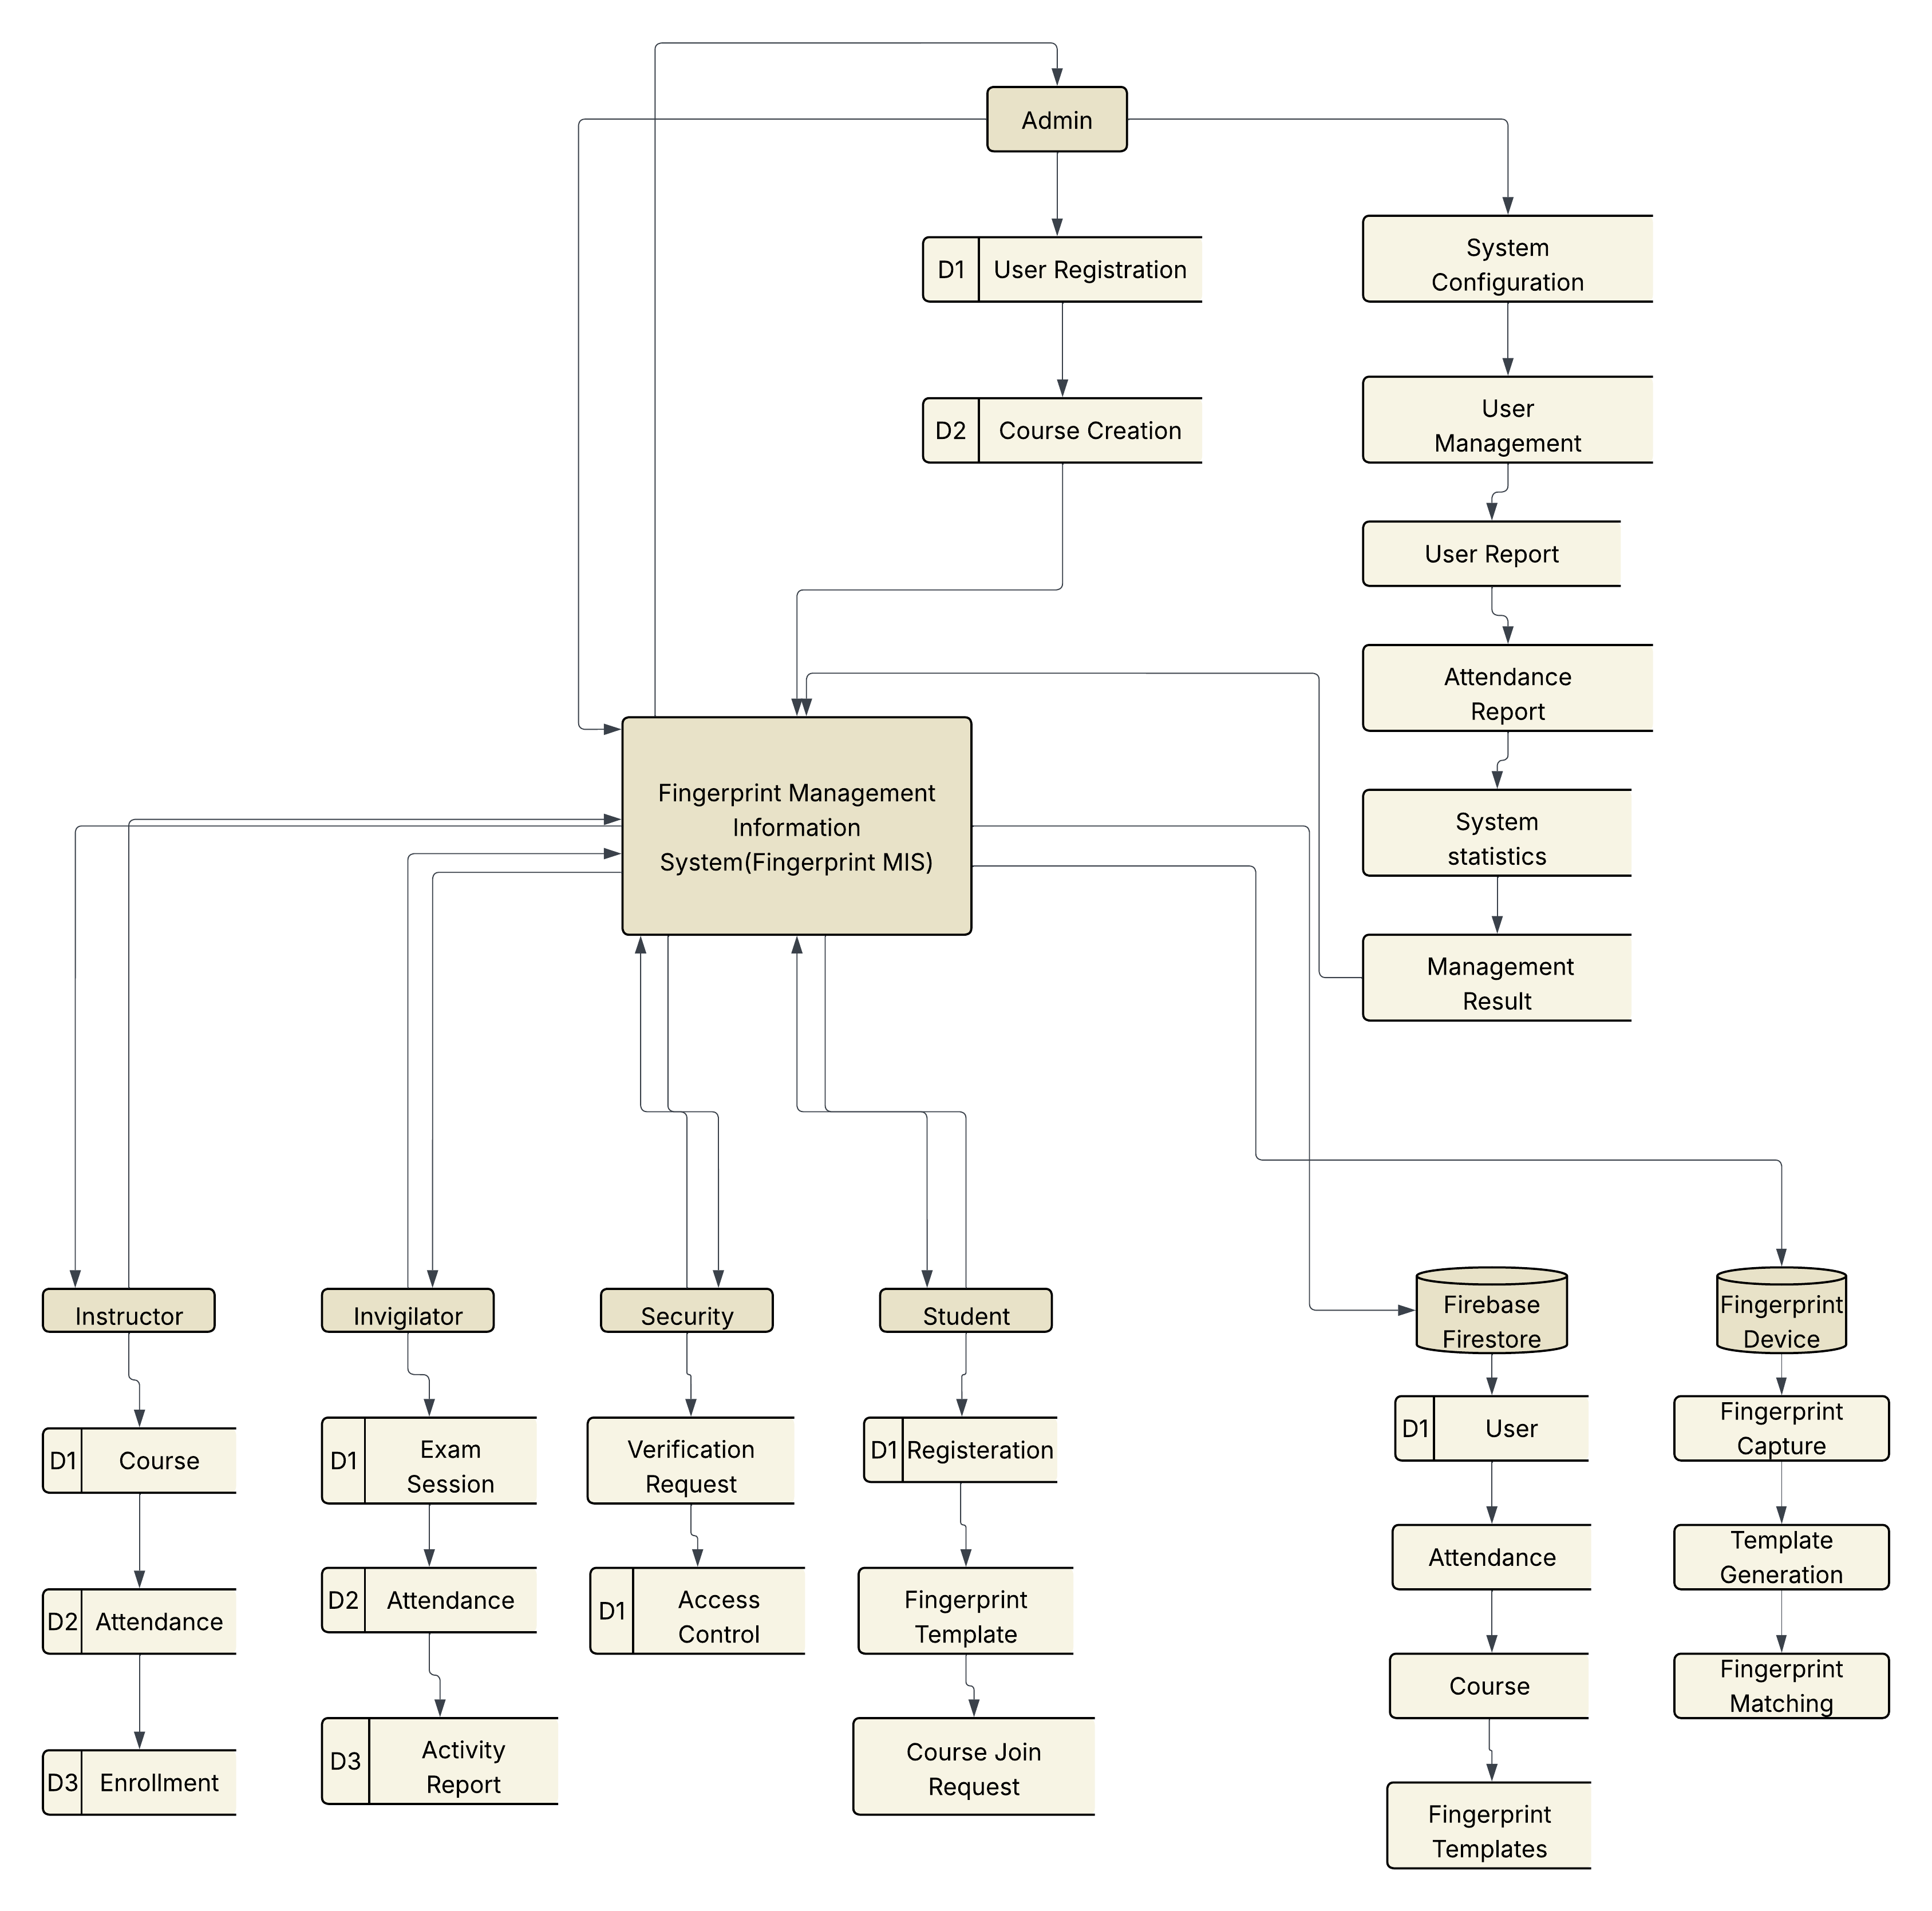 Admin
D1
User Registration
System
Configuration
D2
Course Creation
User
Management
User Report
Attendance
Report
Fingerprint Management
Information
System(Fingerprint MIS)
System
statistics
Management
Result
Instructor
Invigilator
Security
Student
Firebase
Firestore
Fingerprint
Device
D1
Course
D2
Attendance
D3
Enrollment
D1
Exam
Session
D2
Attendance
D3
Activity
Report
Verification
Request
D1
Access
Control
D1
Registeration
Fingerprint
Template
Course Join
Request
D1
User
Attendance
Course
Fingerprint
Templates
Fingerprint
Capture
Template
Generation
Fingerprint
Matching